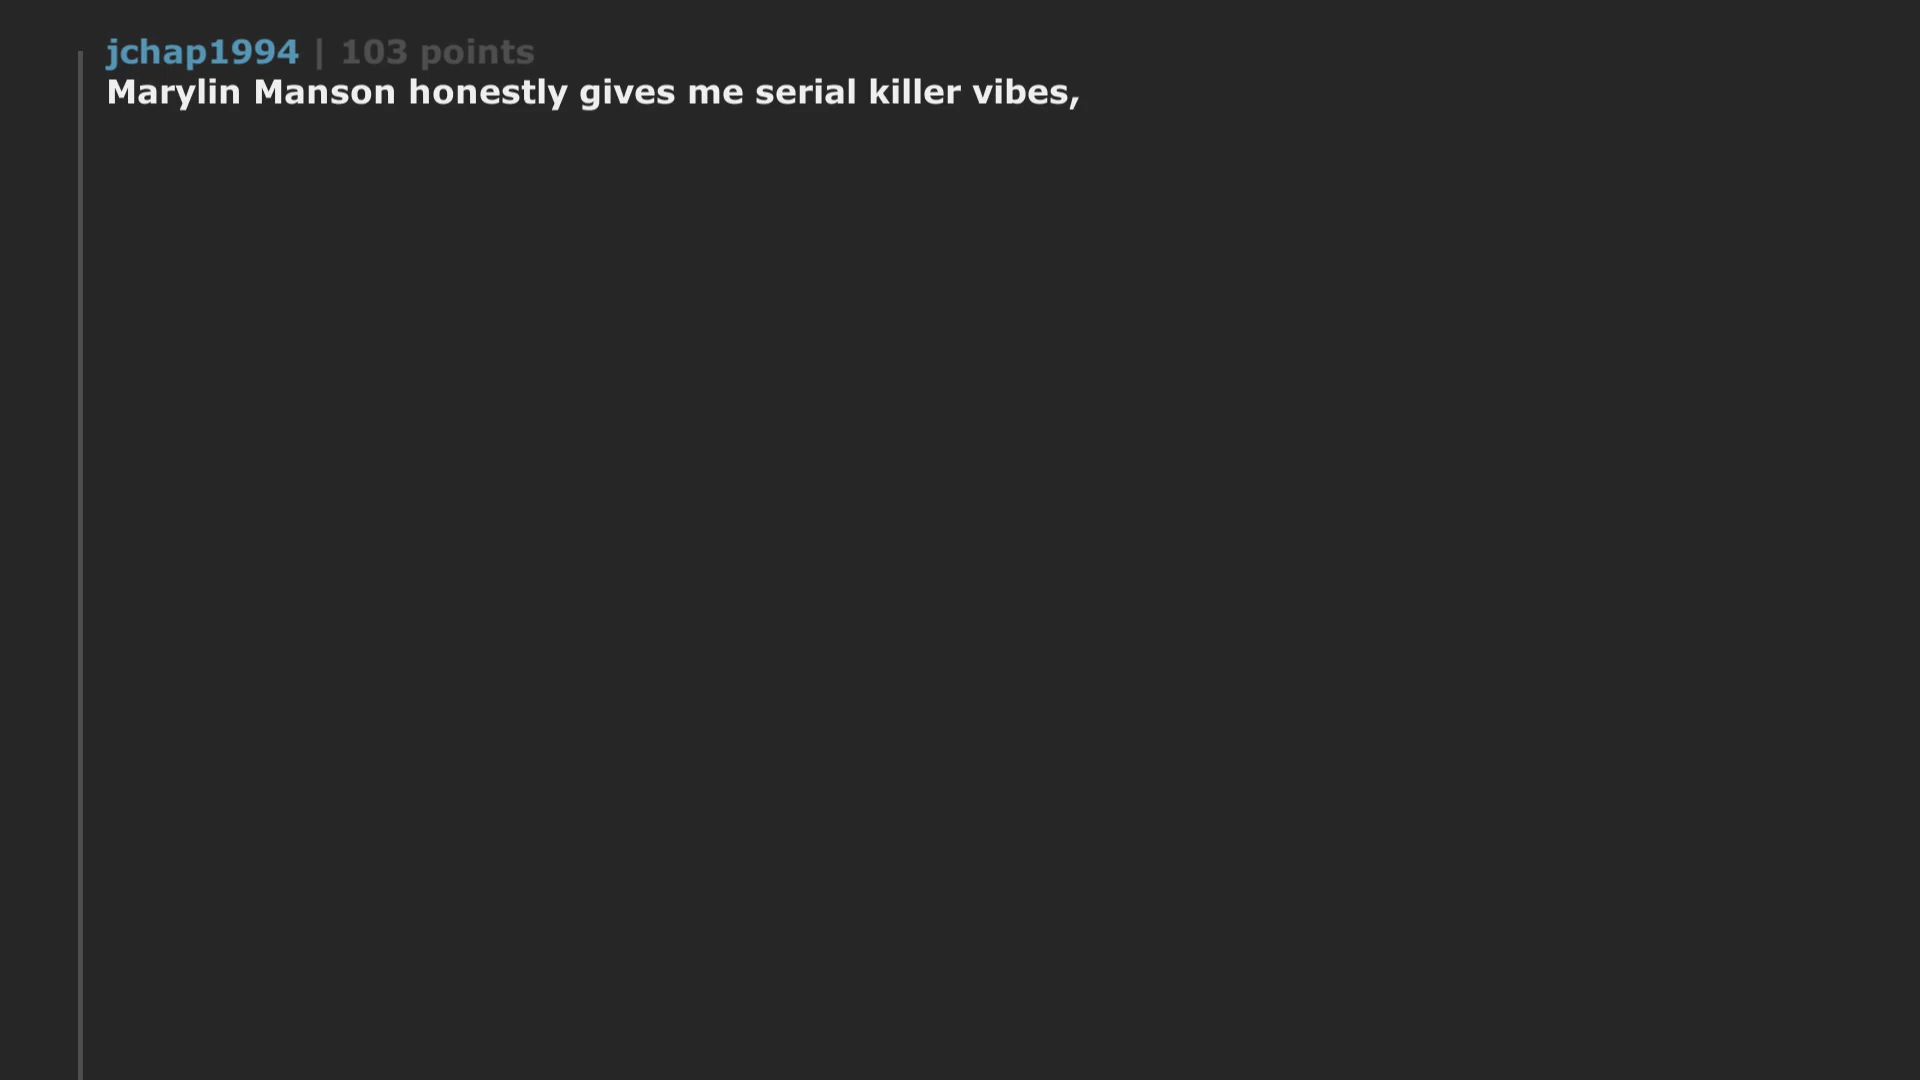 jchap1994 | 103 points
Marylin Manson honestly gives me serial killer vibes,